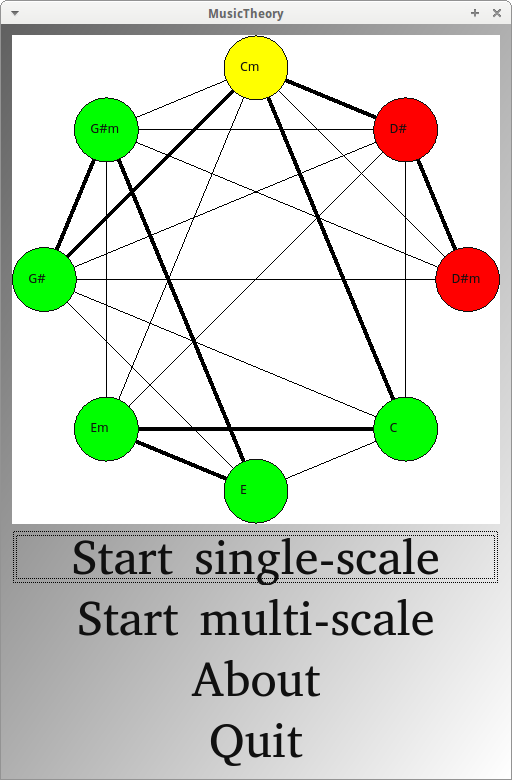 MusicTheory
Cm
G#m
D#
G#
D#m
Em
C
E
Start single-scale
Start multi-scale
About
Quit